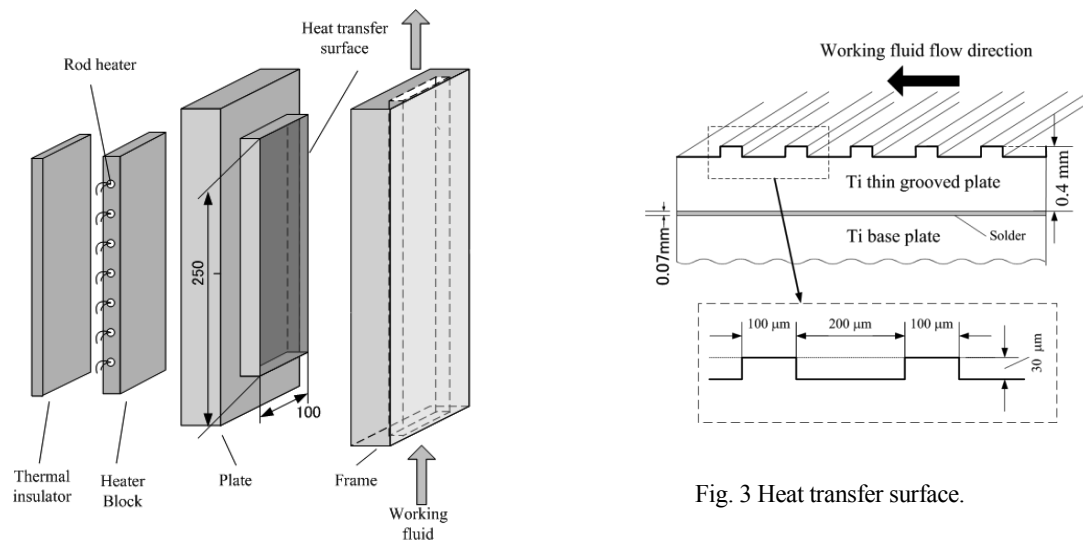 Heat transfer
surface
Rod heater
250
100
Thermal
insulator
Heater
Block
Plate
Frame
Working
fluid
Working fluid flow direction
Ti thin grooved plate
0.4 mm
Solder
Ti base plate
0.07mm
100 μm
200 μm
100 μm
30 μm
Fig. 3 Heat transfer surface.